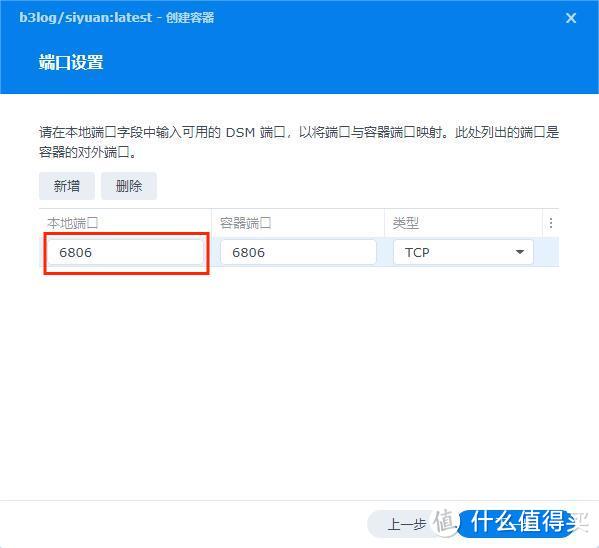 b3log/siyuan:latest - 创建容器
端口设置
请在本地端口字段中输入可用的 DSM 端口，以将端口与容器端口映射。此处列出的端口是
容器的对外端口。
新增 删除
本地端口 容器端口 类型
6806 6806 TCP
上一步
值 什么值得买